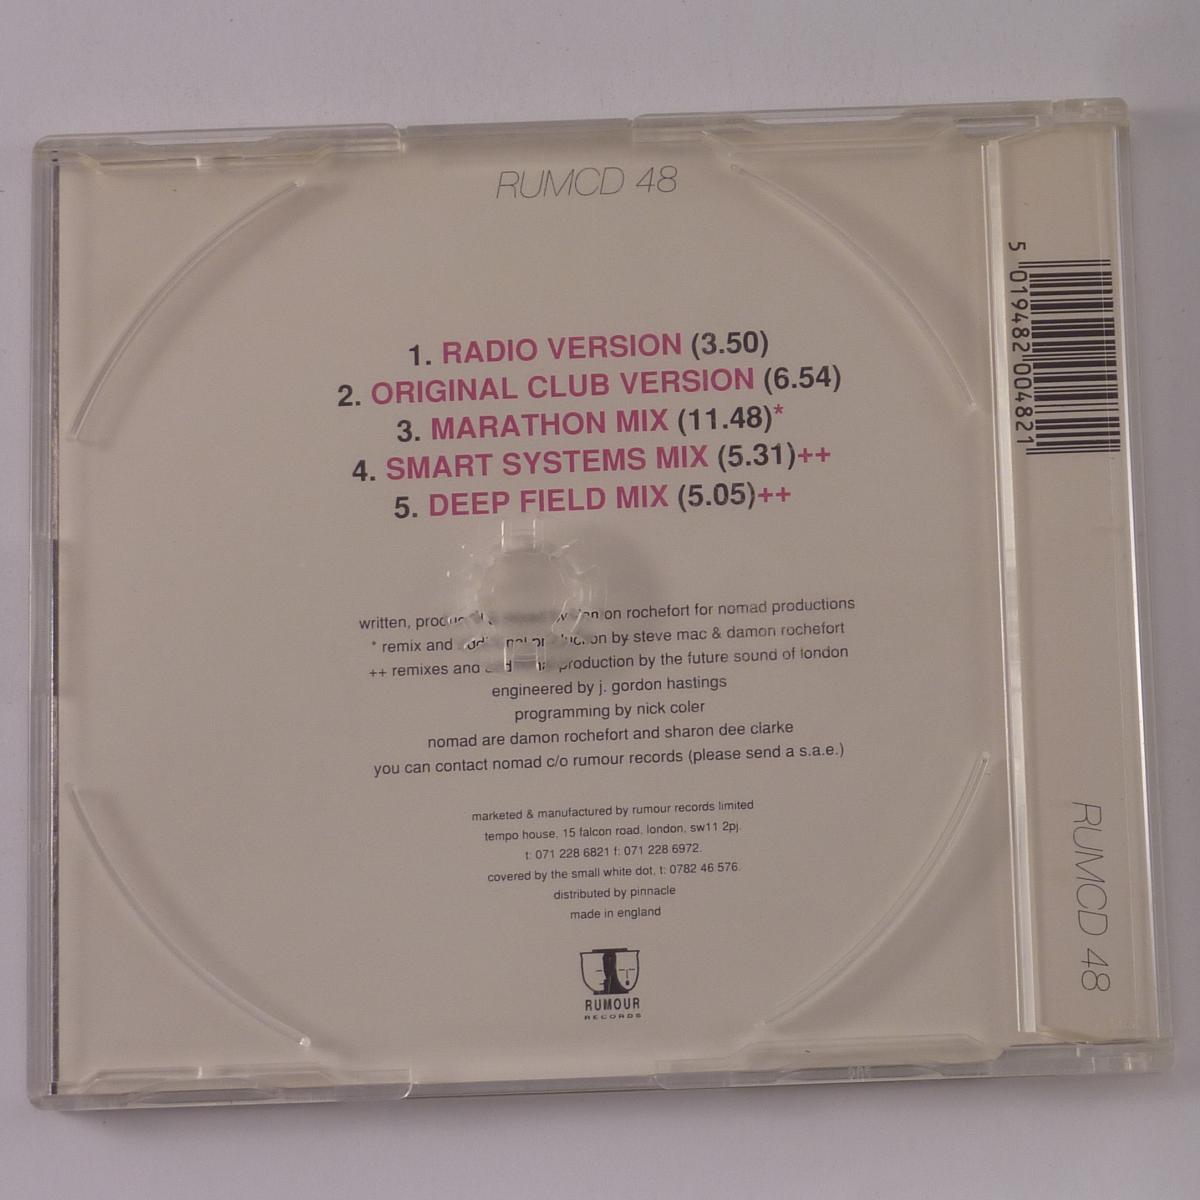 RUMCD 48
1. RADIO VERSION (3.50)
2. ORIGINAL CLUB VERSION (6.54)
3. MARATHON MIX (11.48)*
4. SMART SYSTEMS MIX (5.31)++
5. DEEP FIELD MIX (5.05)++
written, on rochefort for nomad productions
* remix and by steve mac & damon rochefort
++ remixes and production by the future sound of london
engineered by j. gordon hastings
programming by nick coler
nomad are damon rochefort and sharon dee clarke
you can contact nomad c/o rumour records (please send a s.a.e.)
marketed & manufactured by rumour records limited
tempo house, 15 falcon road, london, sw11 2pj.
t: 071 228 6821 f: 071 228 6972.
covered by the small white dot, t: 0782 46 576.
distributed by pinnacle
made in england
RUMOUR
RECORDS
5 019482 004821
RUMCD 48